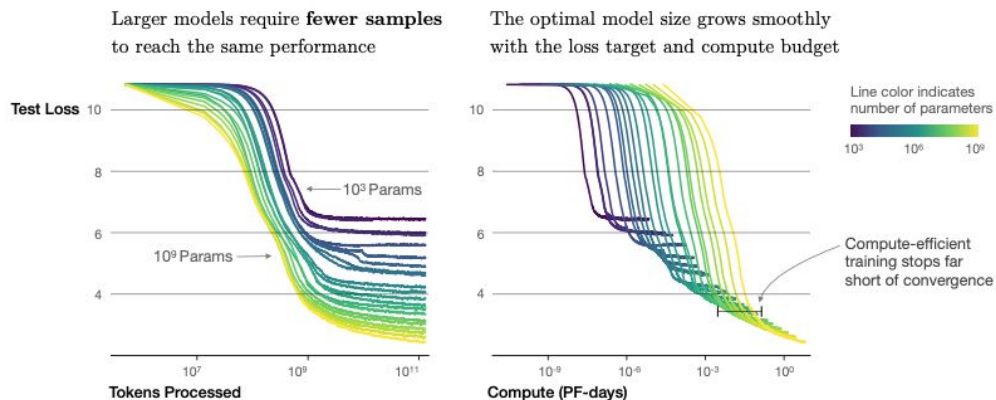 Larger models require fewer samples
to reach the same performance
The optimal model size grows smoothly
with the loss target and compute budget
Test Loss
10
8
6
4
10³ Params
10⁹ Params
10⁷
10⁹
10¹¹
Tokens Processed
10
8
6
4
10⁻⁹
10⁻⁶
10⁻³
10⁰
Compute (PF-days)
Line color indicates
number of parameters
10³
10⁶
10⁹
Compute-efficient
training stops far
short of convergence